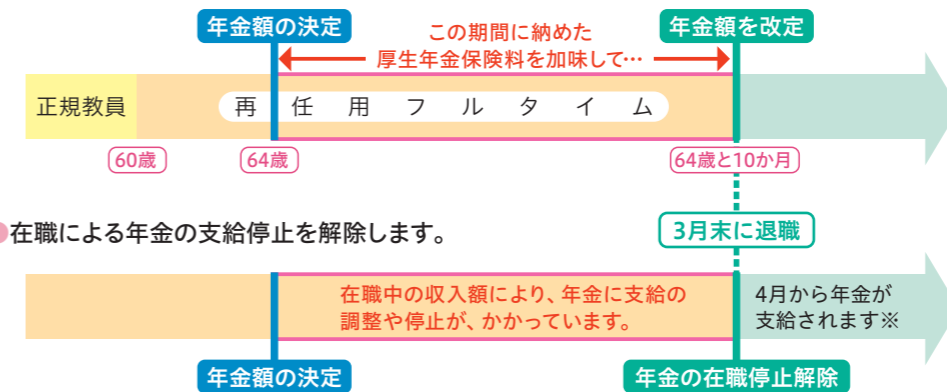 年金額の決定
この期間に納めた
厚生年金保険料を加味して…
年金額を改定
正規教員
再任用フルタイム
60歳
64歳
64歳と10か月
●在職による年金の支給停止を解除します。
3月末に退職
在職中の収入額により、年金に支給の
調整や停止が、かかっています。
4月から年金が
支給されます※
年金額の決定
年金の在職停止解除